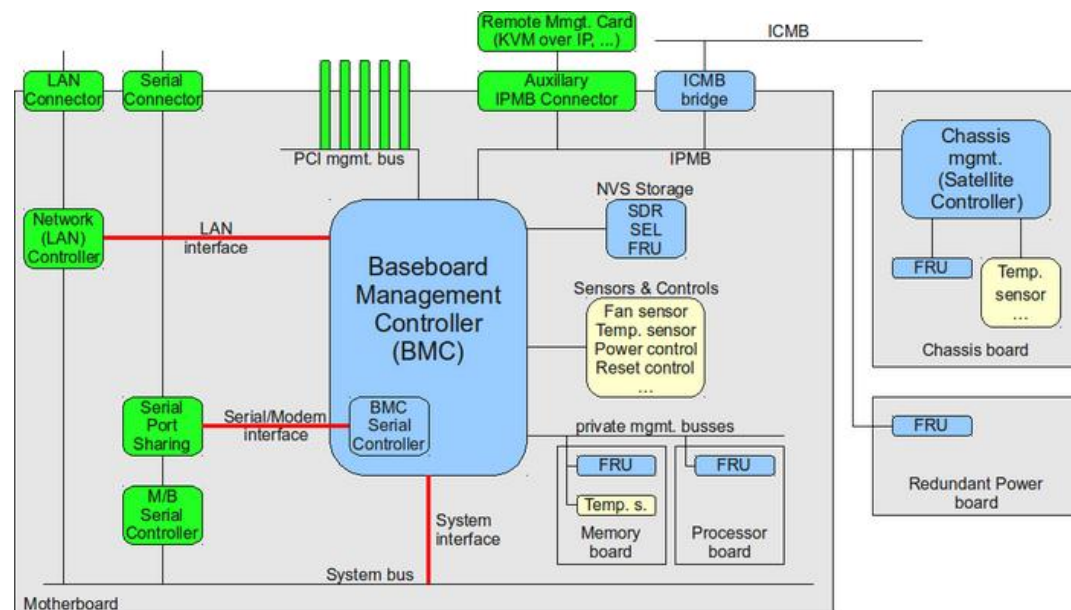 Remote Mmgt. Card
(KVM over IP, ...)
ICMB
LAN
Connector
Serial
Connector
Auxillary
IPMB Connector
ICMB
bridge
PCI mgmt. bus
IPMB
Chassis
mgmt.
(Satellite
Controller)
NVS Storage
SDR
SEL
FRU
Network
(LAN)
Controller
LAN
interface
Baseboard
Management
Controller
(BMC)
FRU
Temp.
sensor
...
Sensors & Controls
Fan sensor
Temp. sensor
Power control
Reset control
...
Chassis board
Serial
Port
Sharing
Serial/Modem
interface
BMC
Serial
Controller
private mgmt. busses
FRU
FRU
FRU
Temp. s.
Memory
board
Processor
board
Redundant Power
board
M/B
Serial
Controller
System
interface
System bus
Motherboard